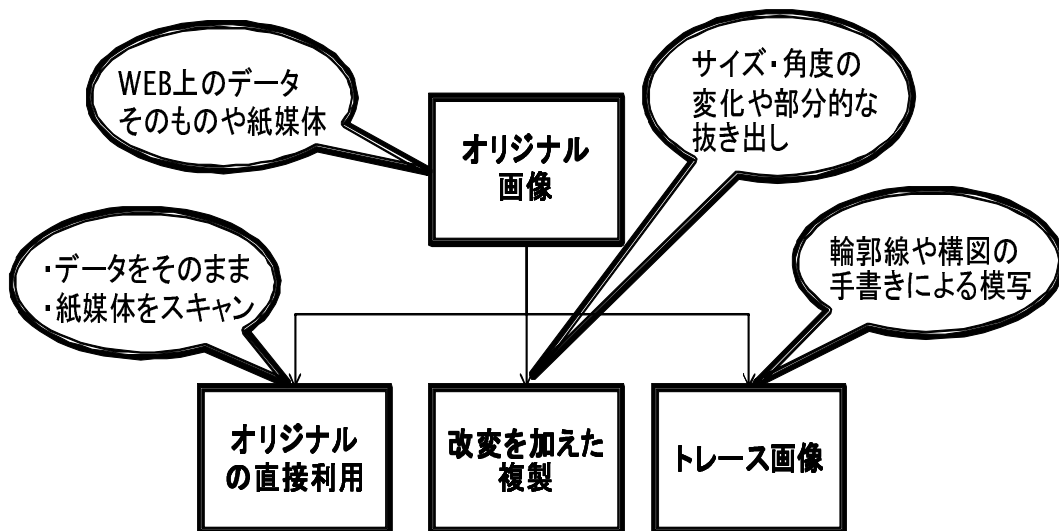 WEB上のデータ
そのものや紙媒体
サイズ・角度の
変化や部分的な
抜き出し
オリジナル
画像
・データをそのまま
・紙媒体をスキャン
輪郭線や構図の
手書きによる模写
オリジナル
の直接利用
改変を加えた
複製
トレース画像